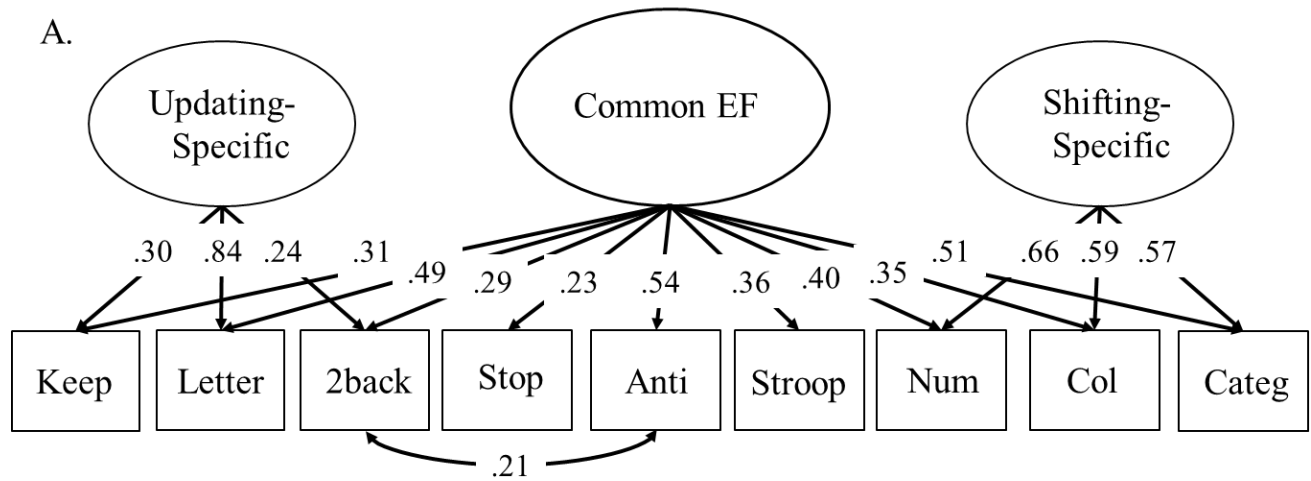 A.
Updating-
Specific
Common EF
Shifting-
Specific
.30 .84 .24 .31 .49 .29 .23 .54 .36 .40 .35 .51 .66 .59 .57
Keep Letter 2back Stop Anti Stroop Num Col Categ
.21